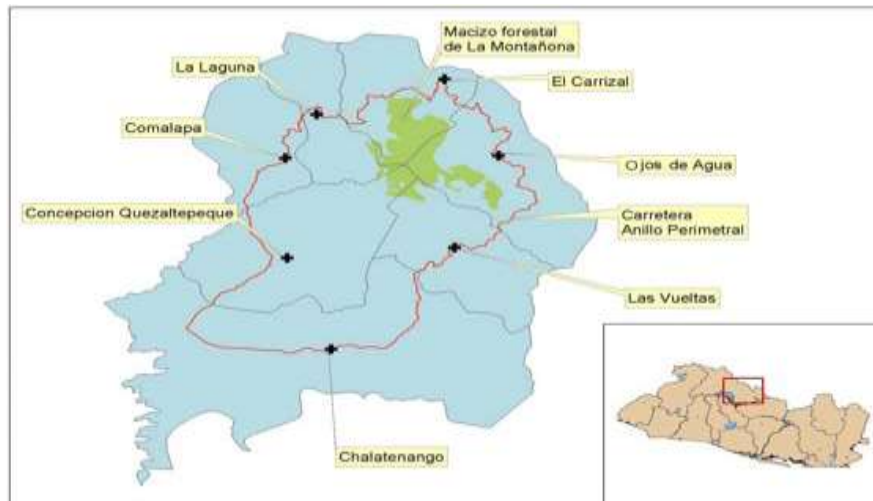 Macizo forestal
de La Montañona
La Laguna
El Carrizal
Comalapa
Ojos de Agua
Concepcion Quezaltepeque
Carretera
Anillo Perimetral
Las Vueltas
Chalatenango